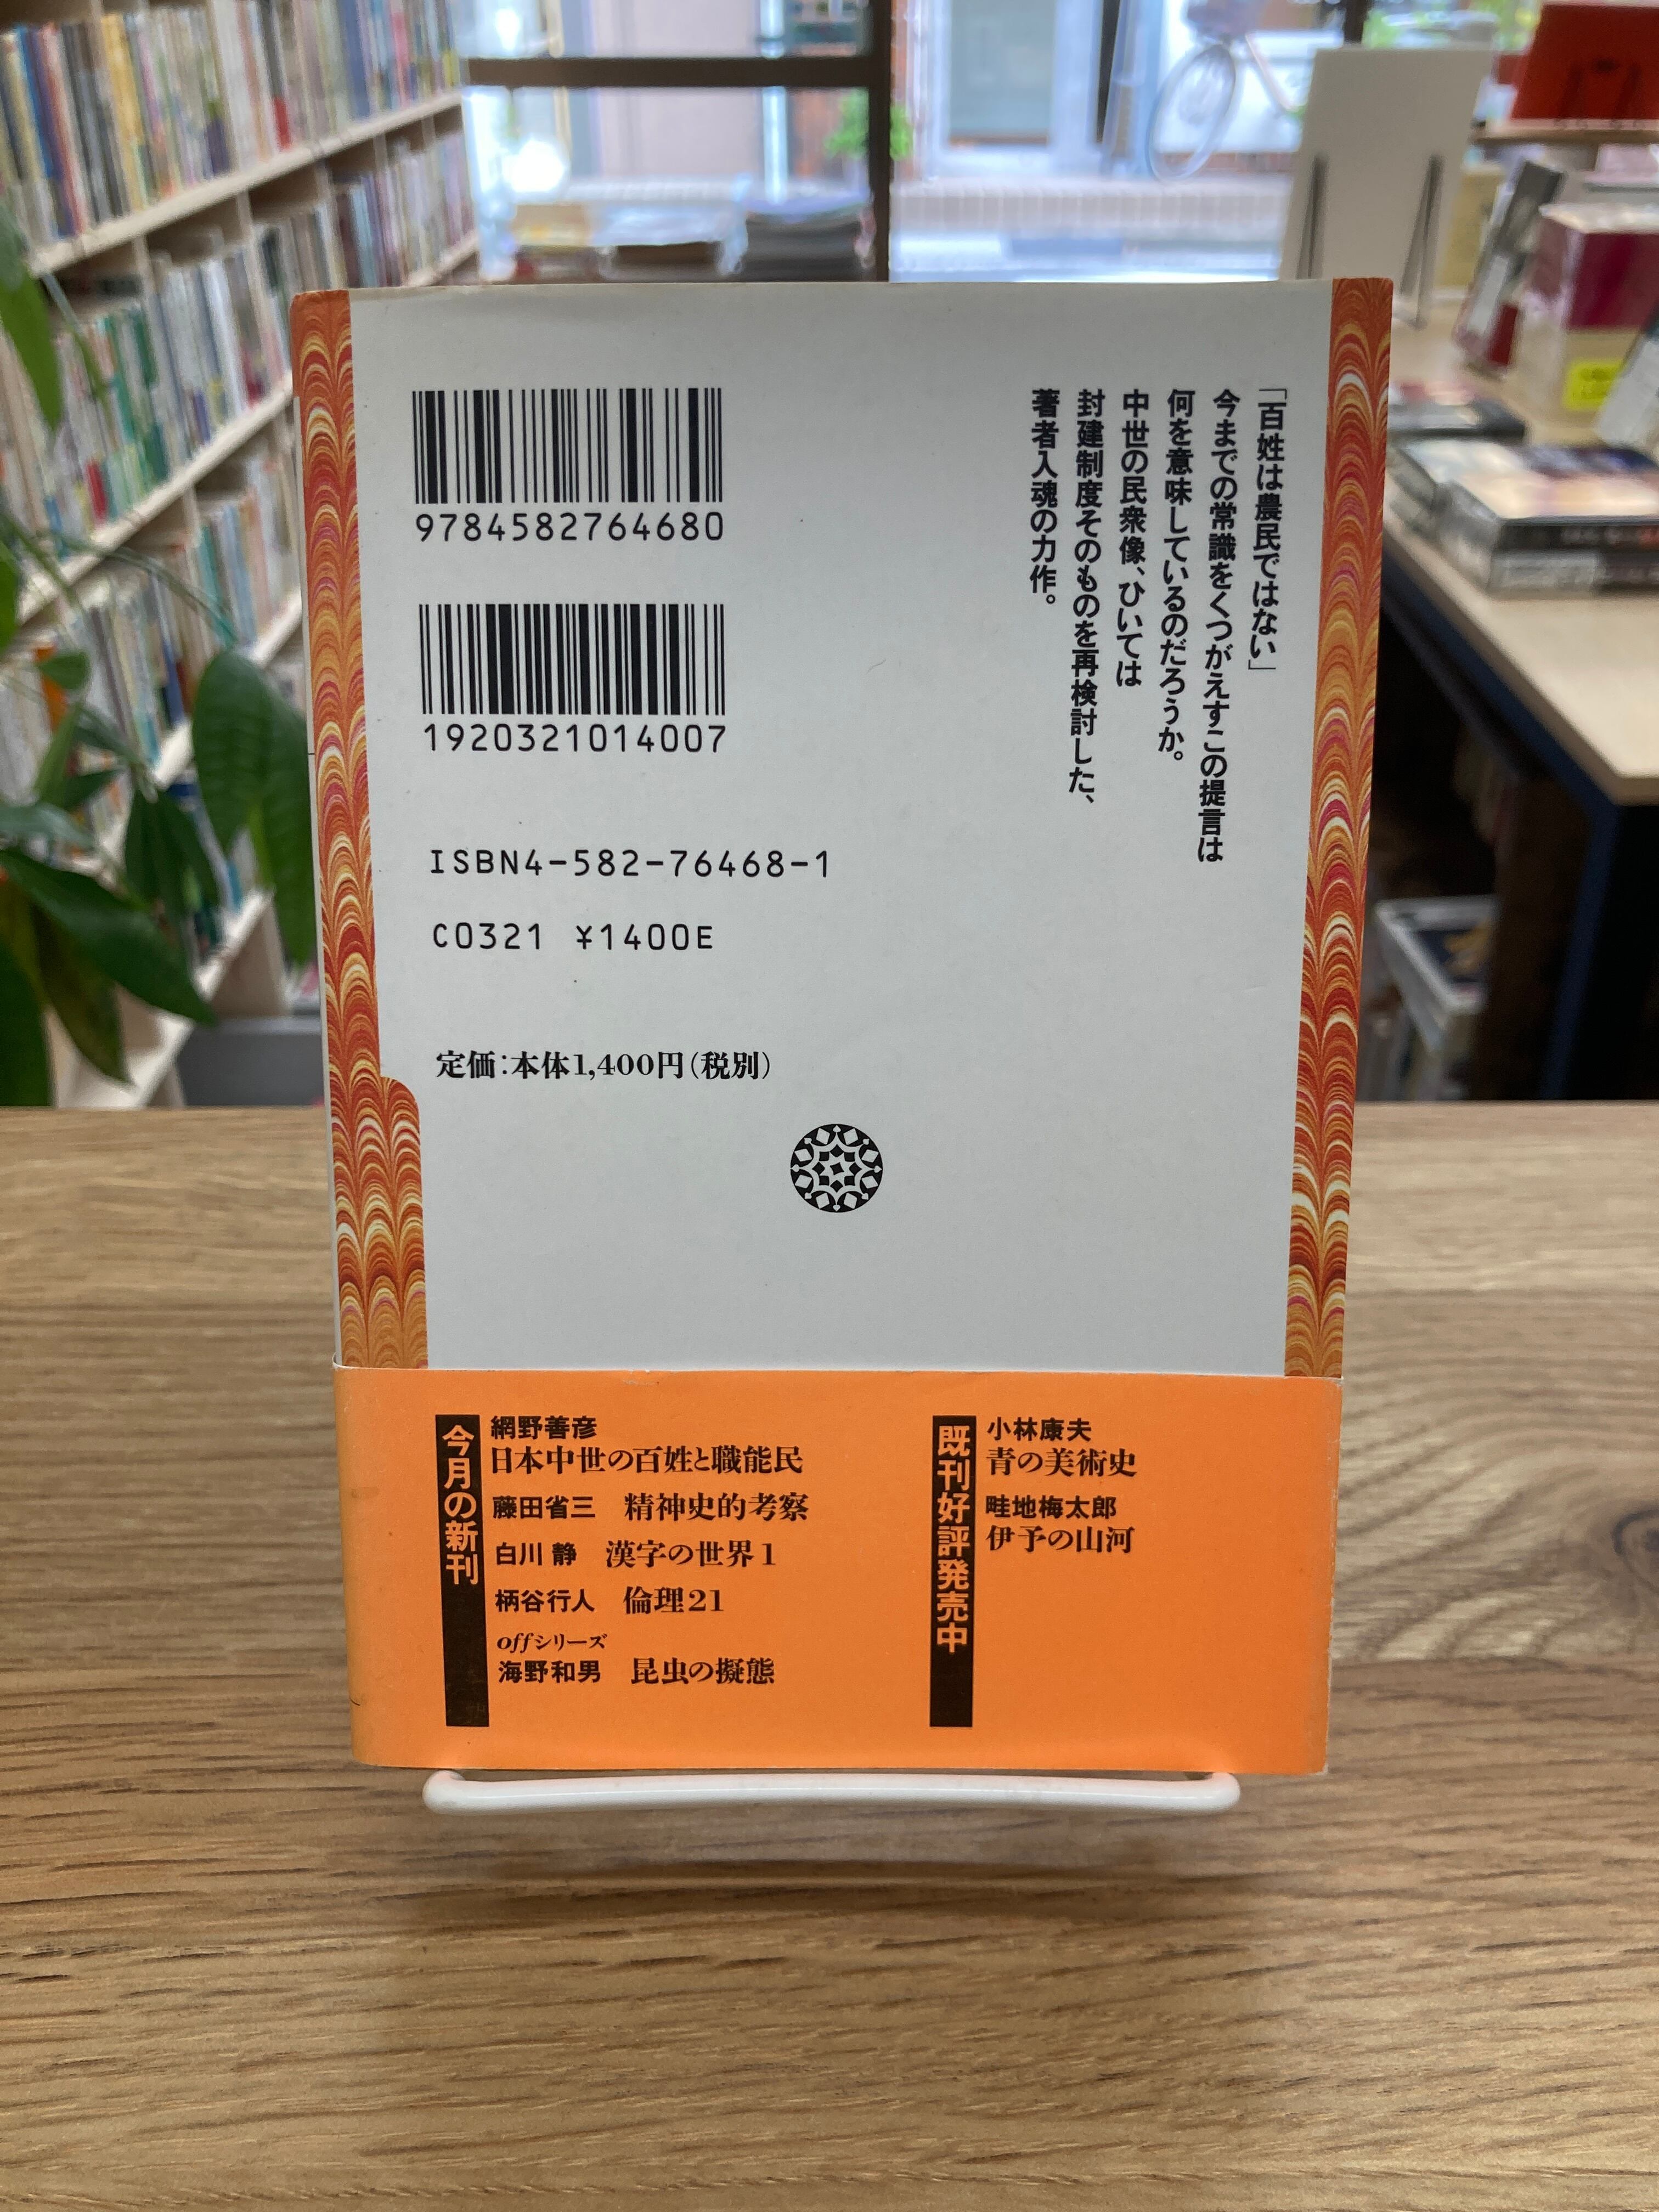 「百姓は農民ではない」
今までの常識をくつがえすこの提言は
何を意味しているのだろうか。
中世の民衆像、ひいては
封建制度そのものを再検討した、
著者入魂の力作。
9784582764680
1920321014007
ISBN4-582-76468-1
C0321 ¥1400E
定価：本体1,400円（税別）
今月の新刊
網野善彦
日本中世の百姓と職能民
藤田省三 精神史的考察
白川 静 漢字の世界1
柄谷行人 倫理21
offシリーズ
海野和男 昆虫の擬態
既刊好評発売中
小林康夫
青の美術史
畦地梅太郎
伊予の山河